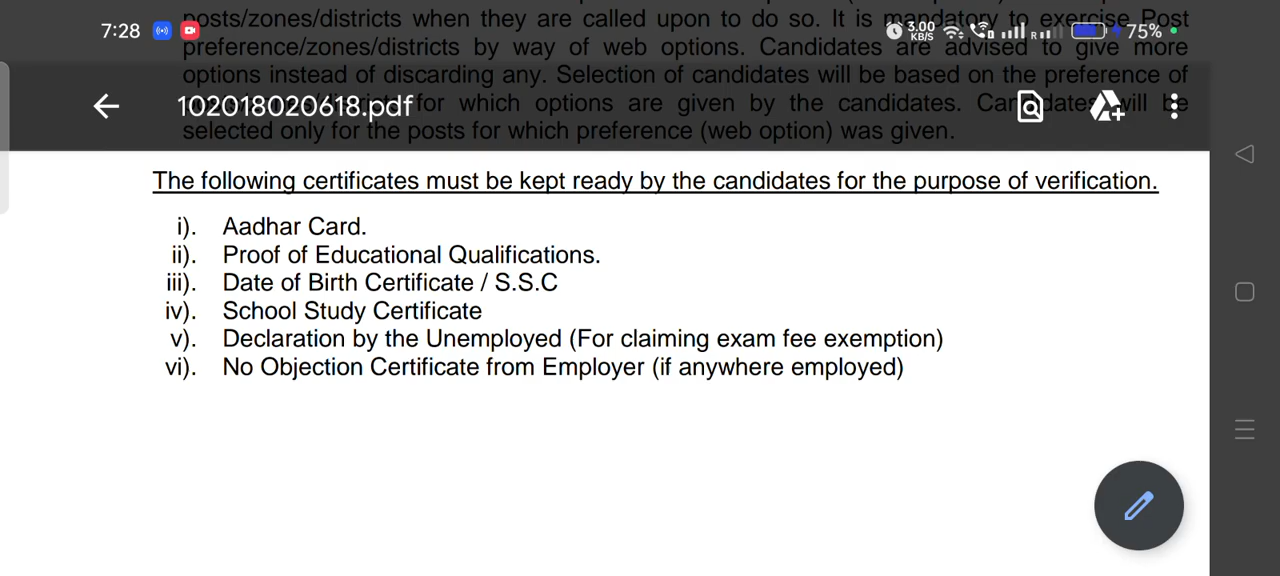 posts/zones/districts when they are called upon to do so. It is mandatory to exercise Post
7:28 3.00 KB/S R 75%
preference/zones/districts by way of web options. Candidates are advised to give more
options instead of discarding any. Selection of candidates will be based on the preference of
102018020618.pdf
for which options are given by the candidates. Candidates will be
selected only for the posts for which preference (web option) was given.
The following certificates must be kept ready by the candidates for the purpose of verification.
i). Aadhar Card.
ii). Proof of Educational Qualifications.
iii). Date of Birth Certificate / S.S.C
iv). School Study Certificate
v). Declaration by the Unemployed (For claiming exam fee exemption)
vi). No Objection Certificate from Employer (if anywhere employed)